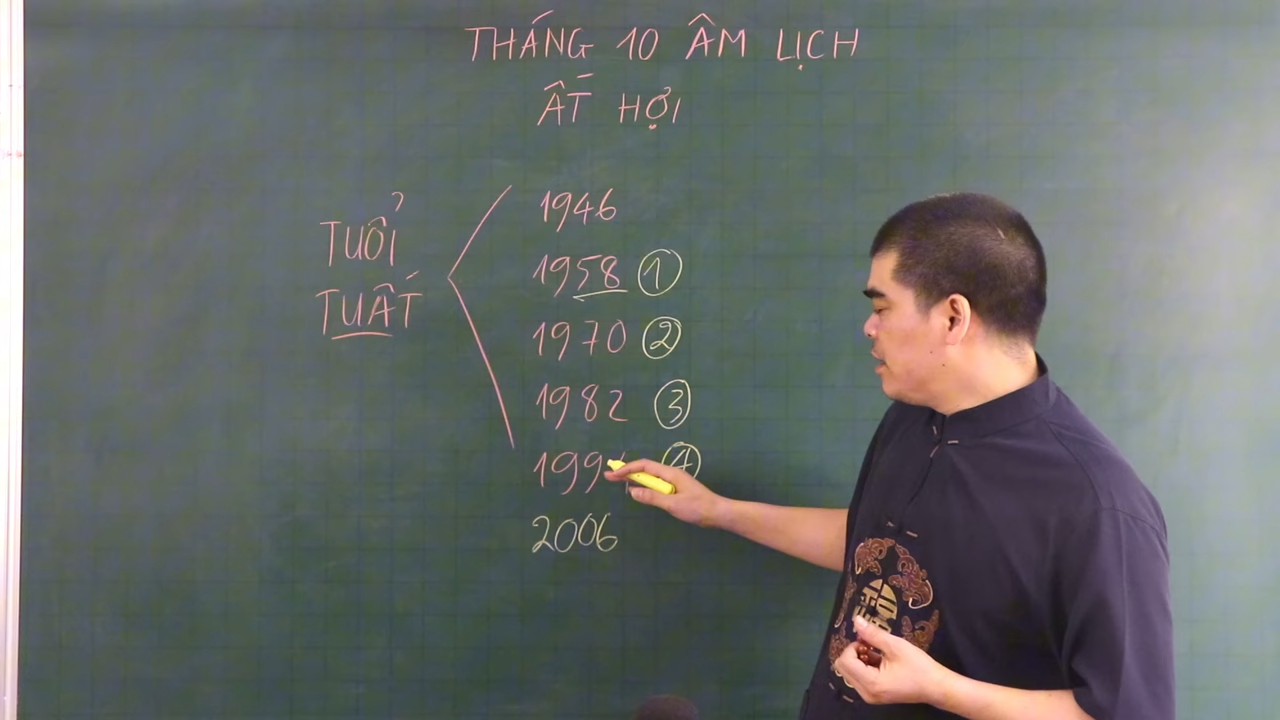 THÁNG 10 ÂM LỊCH
ẤT HỢI
TUỔI
TUẤT
1946
1958 1
1970 2
1982 3
4
2006